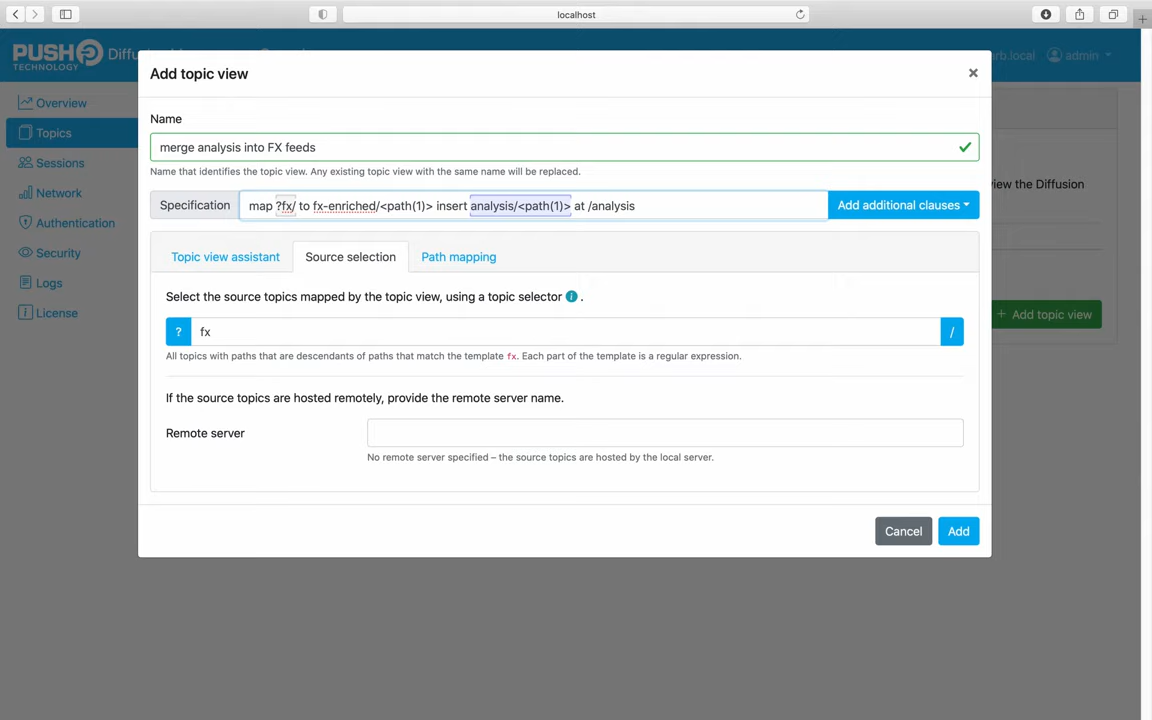 localhost
PUSH TECHNOLOGY
admin
Add topic view
×
Overview
Topics
Sessions
Network
Authentication
Security
Logs
License
Name
merge analysis into FX feeds
Name that identifies the topic view. Any existing topic view with the same name will be replaced.
Specification
map ?fx/ to fx-enriched/<path(1)> insert analysis/<path(1)> at /analysis
Add additional clauses
view the Diffusion
Topic view assistant
Source selection
Path mapping
Select the source topics mapped by the topic view, using a topic selector i .
? fx /
+ Add topic view
All topics with paths that are descendants of paths that match the template fx. Each part of the template is a regular expression.
If the source topics are hosted remotely, provide the remote server name.
Remote server
No remote server specified – the source topics are hosted by the local server.
Cancel
Add